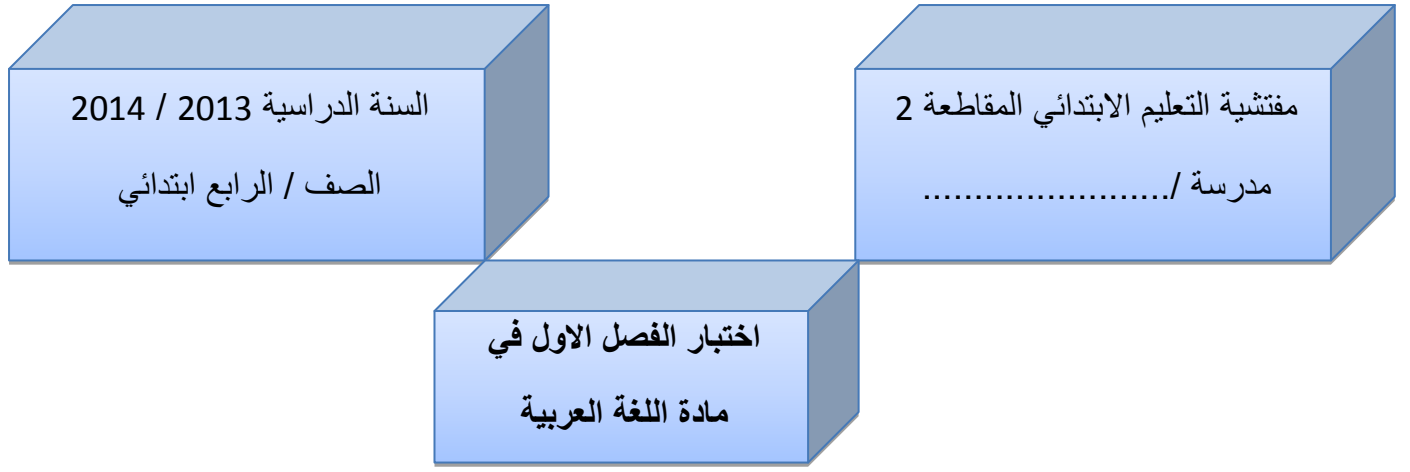 مفتشية التعليم الابتدائي المقاطعة 2
مدرسة /........................
السنة الدراسية 2013 / 2014
الصف / الرابع ابتدائي
اختبار الفصل الاول في
مادة اللغة العربية